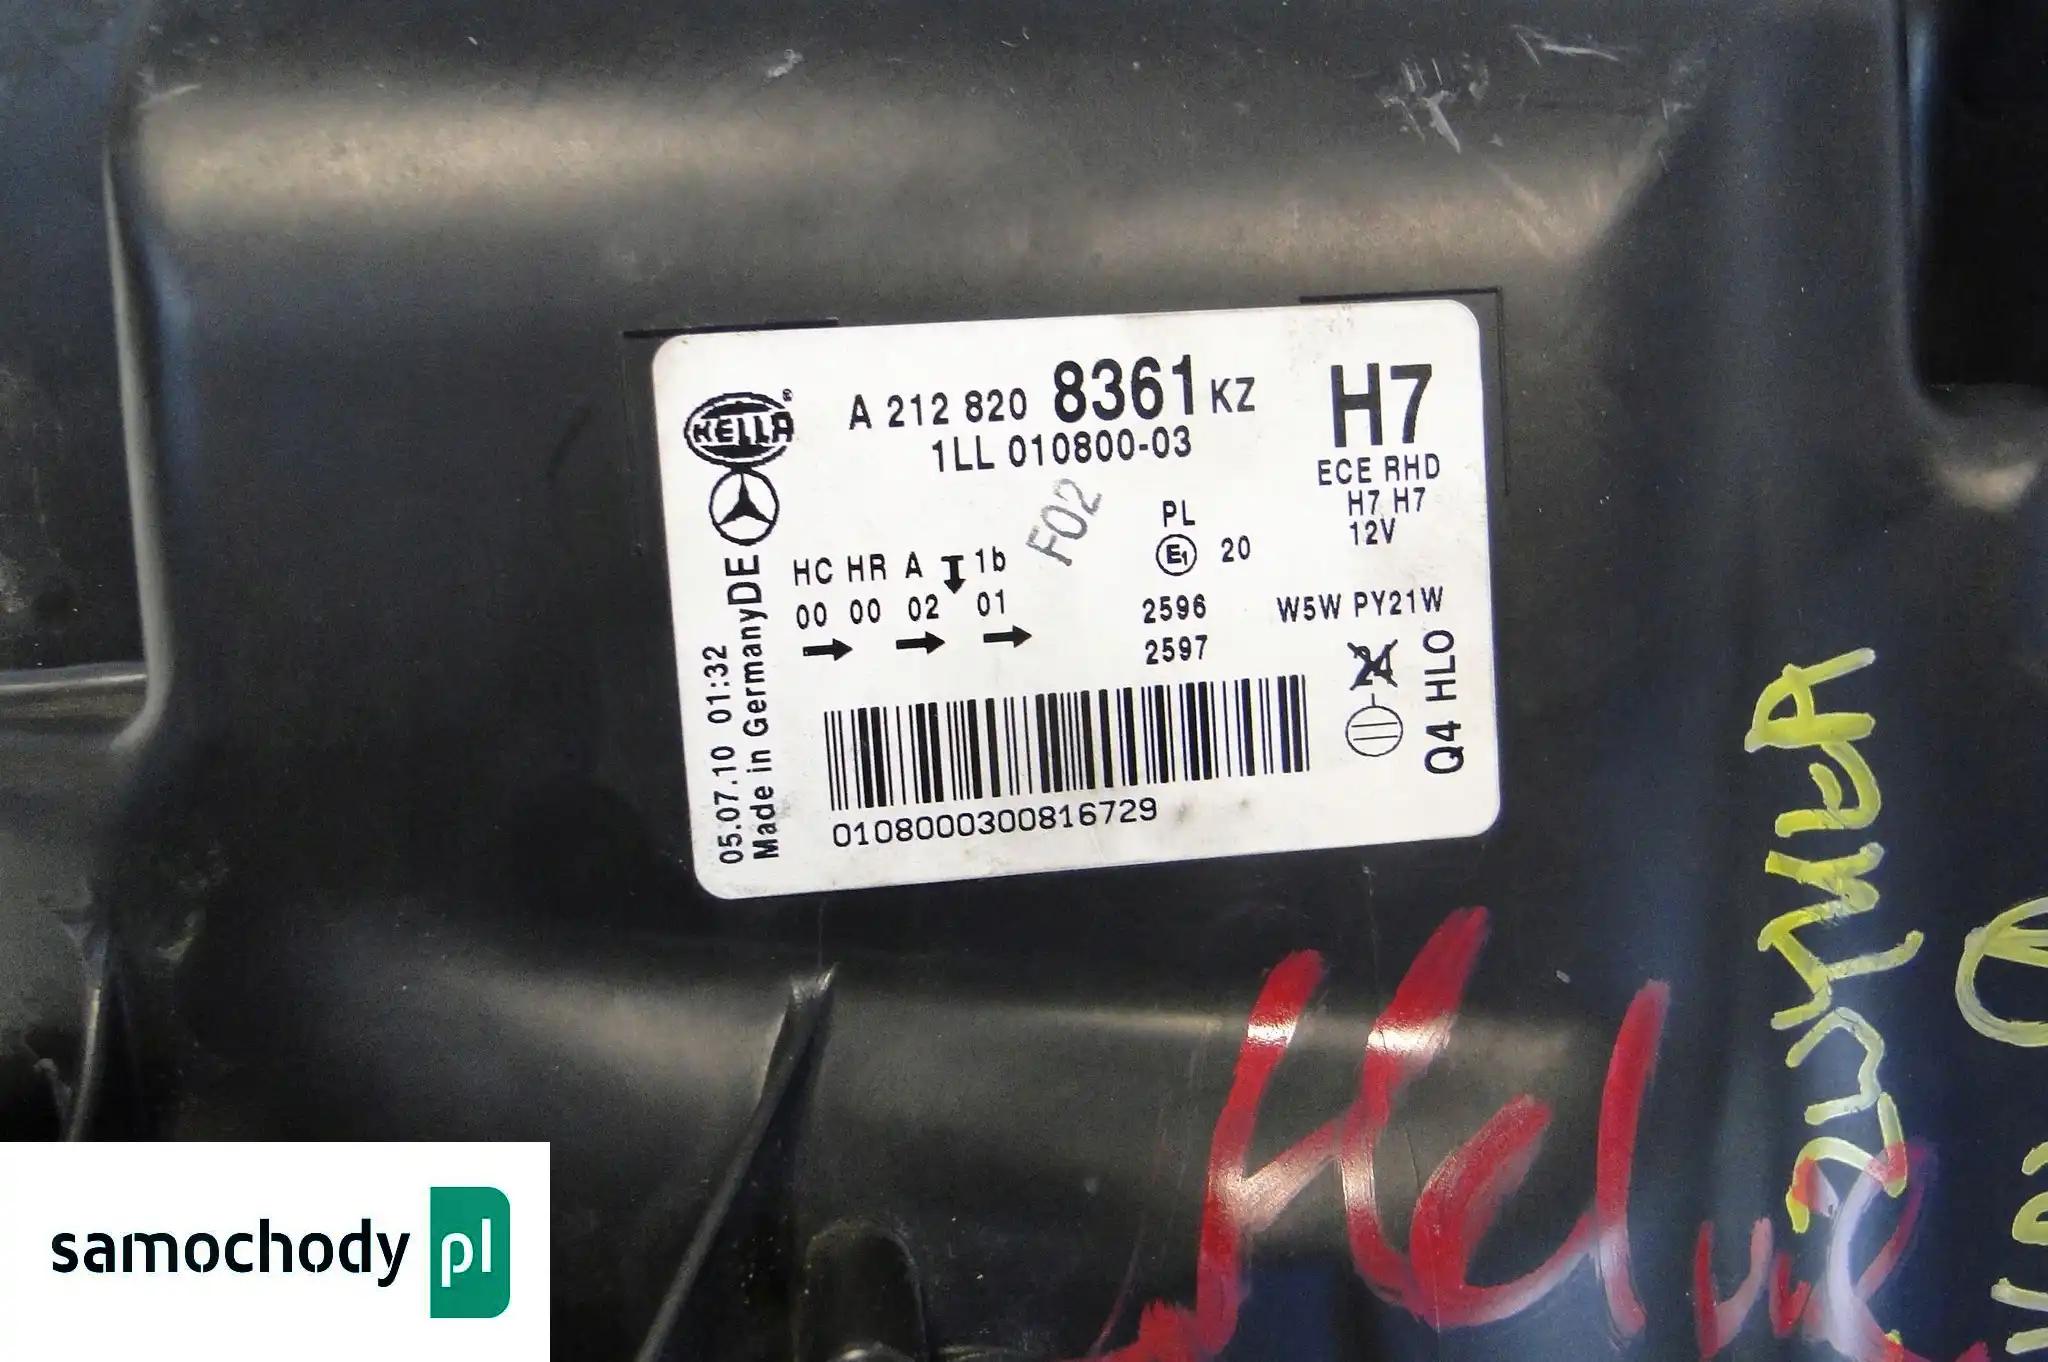 HELLA®
A 212 820 8361 KZ
1LL 010800-03
H7
ECE RHD
H7 H7
12V
F02
PL
E1 20
HC HR A 1b
00 00 02 01
2596
2597
W5W PY21W
24
Q4 HLO
05.07.10 01:32
Made in Germany DE
0108000300816729
samochody pl